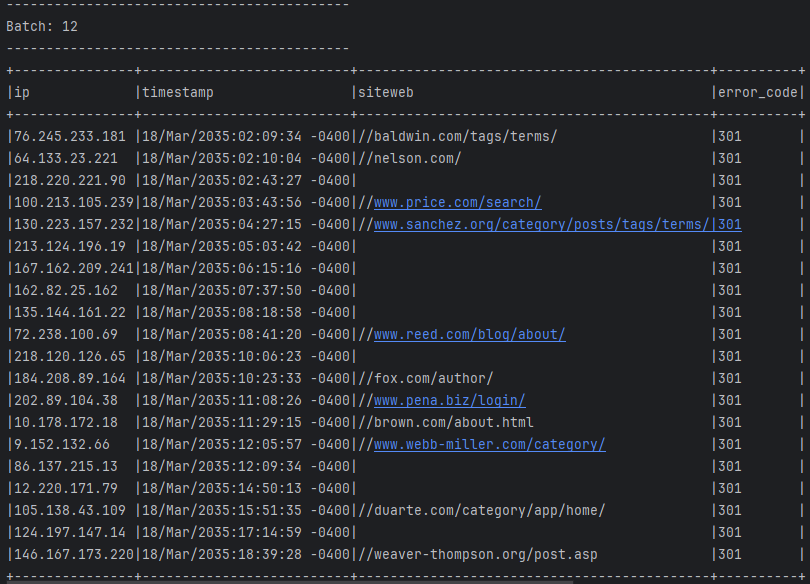 -------------------------------------------
Batch: 12
-------------------------------------------
+---------------+--------------------------+--------------------------------------------+----------+
|ip             |timestamp                 |siteweb                                     |error_code|
+---------------+--------------------------+--------------------------------------------+----------+
|76.245.233.181 |18/Mar/2035:02:09:34 -0400|//baldwin.com/tags/terms/                   |301       |
|64.133.23.221  |18/Mar/2035:02:10:04 -0400|//nelson.com/                               |301       |
|218.220.221.90 |18/Mar/2035:02:43:27 -0400|                                            |301       |
|100.213.105.239|18/Mar/2035:03:43:56 -0400|//www.price.com/search/                     |301       |
|130.223.157.232|18/Mar/2035:04:27:15 -0400|//www.sanchez.org/category/posts/tags/terms/|301       |
|213.124.196.19 |18/Mar/2035:05:03:42 -0400|                                            |301       |
|167.162.209.241|18/Mar/2035:06:15:16 -0400|                                            |301       |
|162.82.25.162  |18/Mar/2035:07:37:50 -0400|                                            |301       |
|135.144.161.22 |18/Mar/2035:08:18:58 -0400|                                            |301       |
|72.238.100.69  |18/Mar/2035:08:41:20 -0400|//www.reed.com/blog/about/                  |301       |
|218.120.126.65 |18/Mar/2035:10:06:23 -0400|                                            |301       |
|184.208.89.164 |18/Mar/2035:10:23:33 -0400|//fox.com/author/                           |301       |
|202.89.104.38  |18/Mar/2035:11:08:26 -0400|//www.pena.biz/login/                       |301       |
|10.178.172.18  |18/Mar/2035:11:29:15 -0400|//brown.com/about.html                      |301       |
|9.152.132.66   |18/Mar/2035:12:05:57 -0400|//www.webb-miller.com/category/             |301       |
|86.137.215.13  |18/Mar/2035:12:09:34 -0400|                                            |301       |
|12.220.171.79  |18/Mar/2035:14:50:13 -0400|                                            |301       |
|105.138.43.109 |18/Mar/2035:15:51:35 -0400|//duarte.com/category/app/home/             |301       |
|124.197.147.14 |18/Mar/2035:17:14:59 -0400|                                            |301       |
|146.167.173.220|18/Mar/2035:18:39:28 -0400|//weaver-thompson.org/post.asp              |301       |
+---------------+--------------------------+--------------------------------------------+----------+